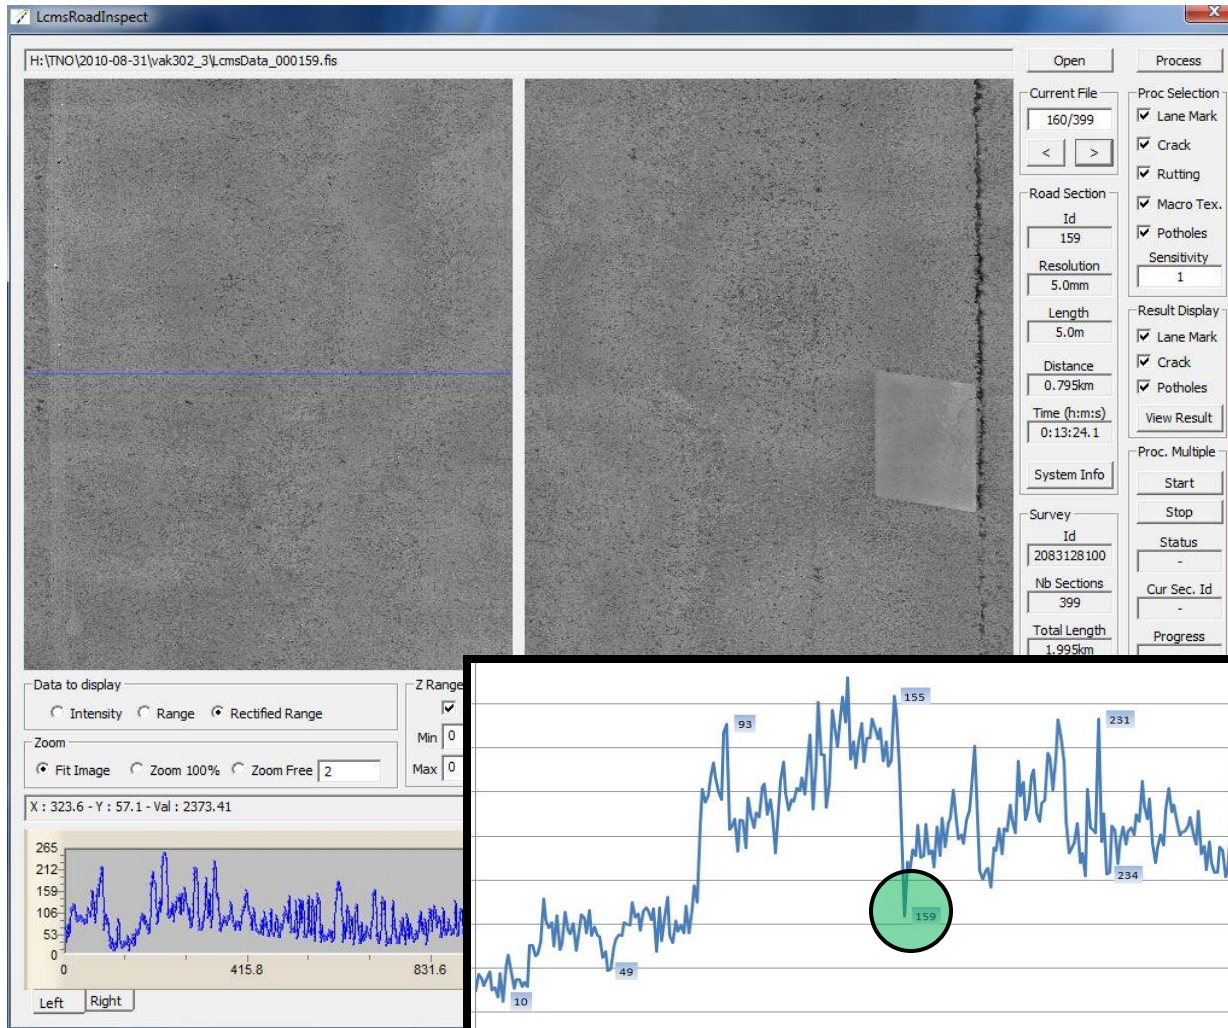 LcmsRoadInspect
H:\TNO\2010-08-31\vak302_3\LcmsData_000159.fis
Open
Process
Current File
160/399
<
>
Road Section
Id
159
Resolution
5.0mm
Length
5.0m
Distance
0.795km
Time (h:m:s)
0:13:24.1
System Info
Survey
Id
2083128100
Nb Sections
399
Total Length
1.995km
Proc Selection
Lane Mark
Crack
Rutting
Macro Tex.
Potholes
Sensitivity
1
Result Display
Lane Mark
Crack
Potholes
View Result
Proc. Multiple
Start
Stop
Status
-
Cur Sec. Id
-
Progress
Data to display
Intensity Range Rectified Range
Zoom
Fit Image Zoom 100% Zoom Free 2
Z Range
Min 0
Max 0
X : 323.6 - Y : 57.1 - Val : 2373.41
265
212
159
106
53
0
0 415.8 831.6
Left Right
10
49
93
155
159
231
234